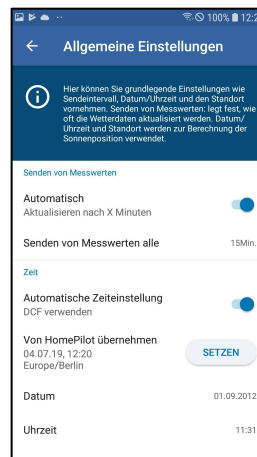 100% 12:2
Allgemeine Einstellungen
Hier können Sie grundlegende Einstellungen wie
Sendeintervall, Datum/Uhrzeit und den Standort
vornehmen. Senden von Messwerten: legt fest, wie
oft die Wetterdaten aktualisiert werden. Datum/
Uhrzeit und Standort werden zur Berechnung der
Sonnenposition verwendet.
Senden von Messwerten
Automatisch
Aktualisieren nach X Minuten
Senden von Messwerten alle 15Min.
Zeit
Automatische Zeiteinstellung
DCF verwenden
Von HomePilot übernehmen
04.07.19, 12:20
Europe/Berlin
SETZEN
Datum 01.09.2012
Uhrzeit 11:31